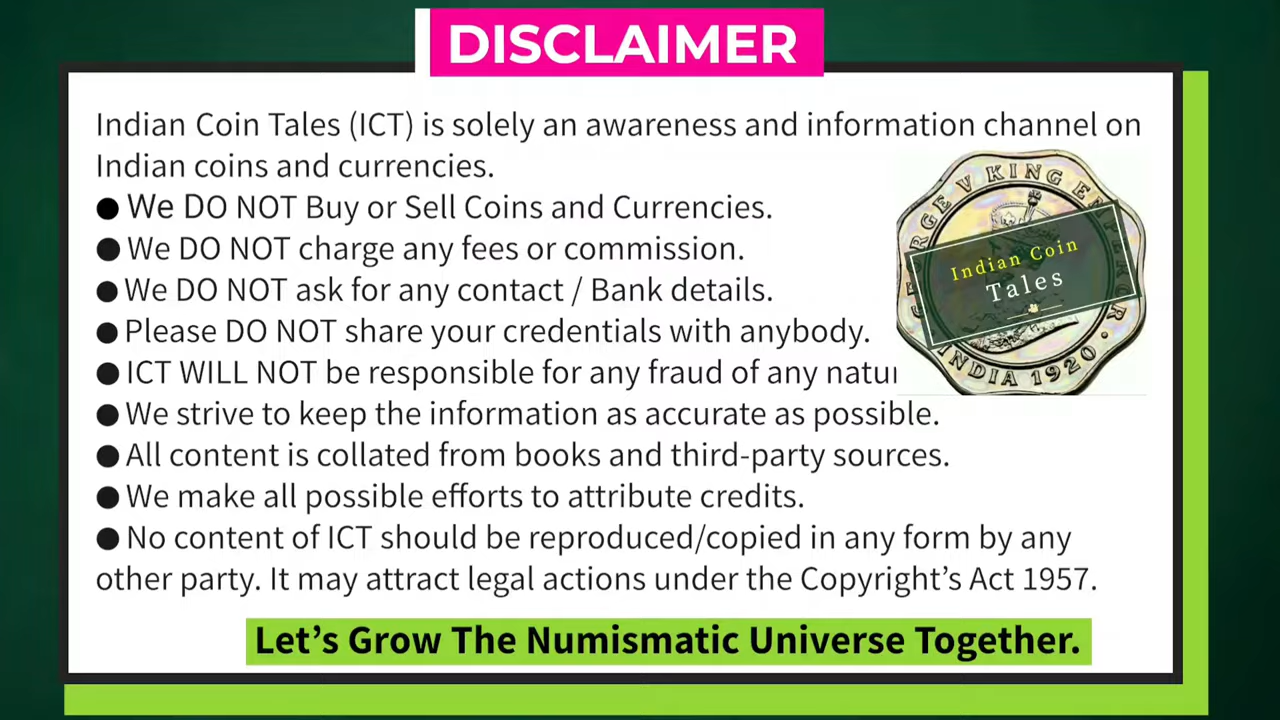 DISCLAIMER
Indian Coin Tales (ICT) is solely an awareness and information channel on
Indian coins and currencies.
● We DO NOT Buy or Sell Coins and Currencies.
● We DO NOT charge any fees or commission.
● We DO NOT ask for any contact / Bank details.
● Please DO NOT share your credentials with anybody.
● ICT WILL NOT be responsible for any fraud of any
● We strive to keep the information as accurate as possible.
● All content is collated from books and third-party sources.
● We make all possible efforts to attribute credits.
● No content of ICT should be reproduced/copied in any form by any
other party. It may attract legal actions under the Copyright's Act 1957.
V KING
Indian Coin
Tales
INDIA 1920
Let's Grow The Numismatic Universe Together.